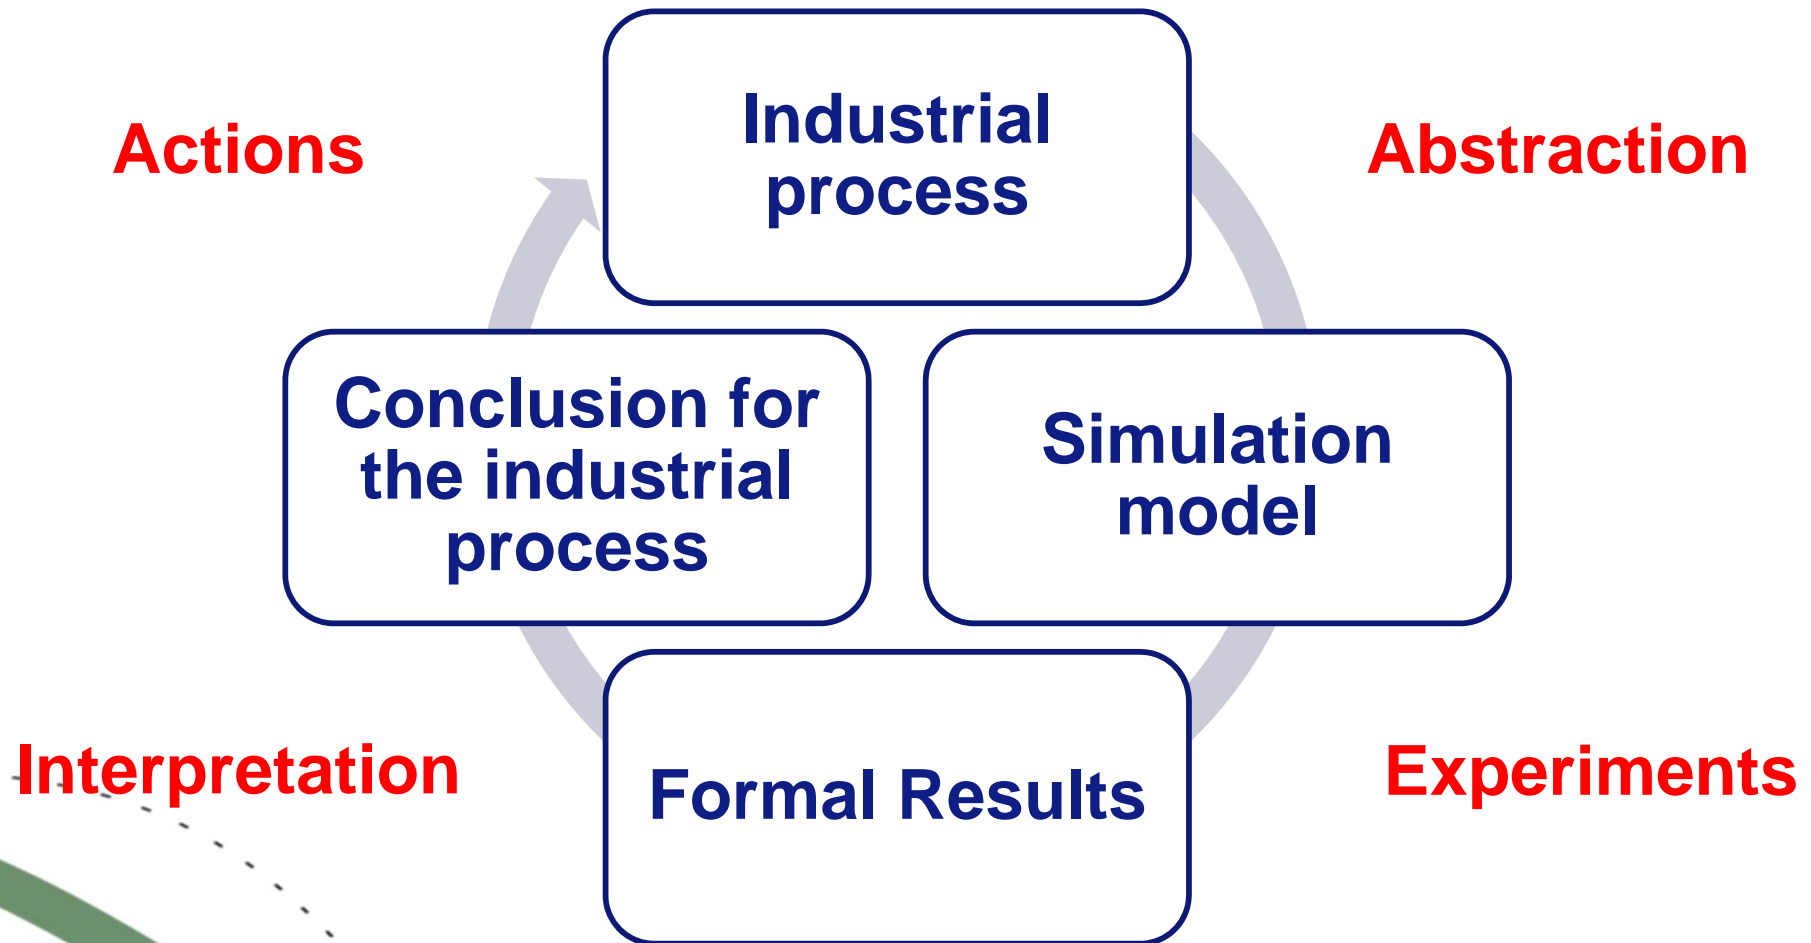 Actions
Industrial
process
Abstraction
Conclusion for
the industrial
process
Simulation
model
Interpretation
Formal Results
Experiments